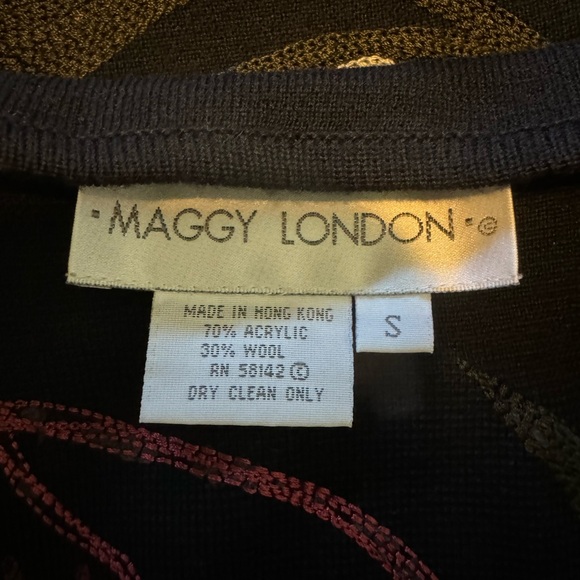 ·MAGGY LONDON·©
MADE IN HONG KONG
70% ACRYLIC
30% WOOL
RN 58142 ©
DRY CLEAN ONLY
S